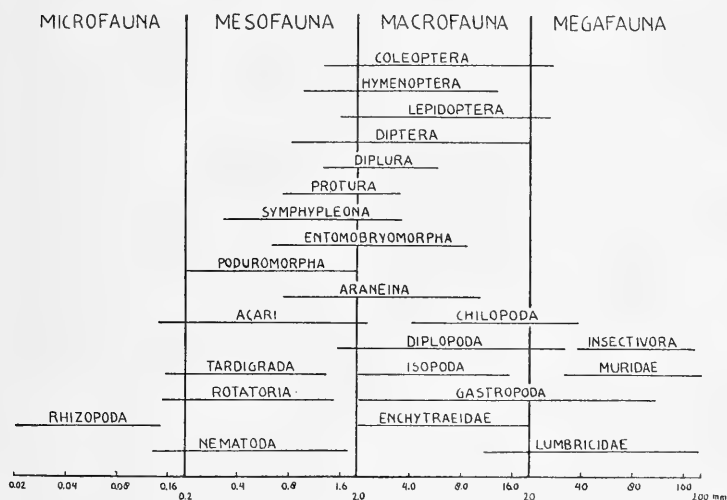 MICROFAUNA MESOFAUNA MACROFAUNA MEGAFAUNA
COLEOPTERA
HYMENOPTERA
LEPIDOPTERA
DIPTERA
DIPLURA
PROTURA
SYMPHYPLEONA
ENTOMOBRYOMORPHA
PODUROMORPHA
ARANEINA
ACARI CHILOPODA
DIPLOPODA INSECTIVORA
TARDIGRADA ISOPODA MURIDAE
ROTATORIA GASTROPODA
RHIZOPODA ENCHYTRAEIDAE
NEMATODA LUMBRICIDAE
0.02 0.04 0.08 0.16 0.4 0.8 1.6 4.0 8.0 16.0 40 80 160
0.2 2.0 20 200 mm